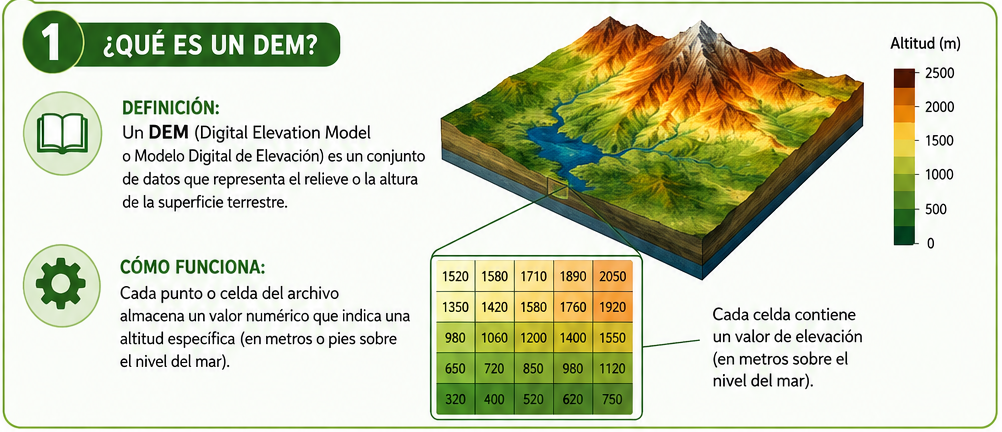 1 ¿QUÉ ES UN DEM?
DEFINICIÓN:
Un DEM (Digital Elevation Model
o Modelo Digital de Elevación) es un conjunto
de datos que representa el relieve o la altura
de la superficie terrestre.
CÓMO FUNCIONA:
Cada punto o celda del archivo
almacena un valor numérico que indica una
altitud específica (en metros o pies sobre
el nivel del mar).
Altitud (m)
2500
2000
1500
1000
500
0
1520 1580 1710 1890 2050
1350 1420 1580 1760 1920
980 1060 1200 1400 1550
650 720 850 980 1120
320 400 520 620 750
Cada celda contiene
un valor de elevación
(en metros sobre el
nivel del mar).